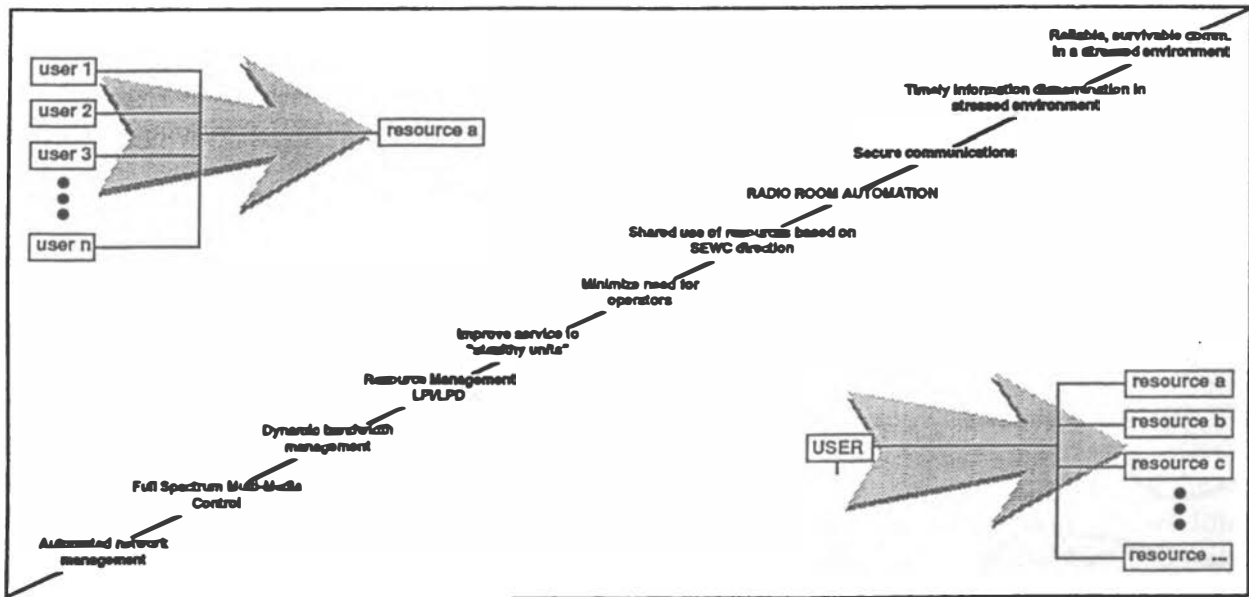 user 1
user 2
user 3
user n
resource a
Reliable, survivable comm.
in a stressed environment
Timely information dissemination in
stressed environment
Secure communications
RADIO ROOM AUTOMATION
Shared use of resources based on
SEWC direction
Minimize need for
operators
Improve service to
"stealthy units"
Resource Management
LPI/LPD
Dynamic bandwidth
management
Full Spectrum Multi-Media
Control
Automated network
management
USER
resource a
resource b
resource c
resource ...